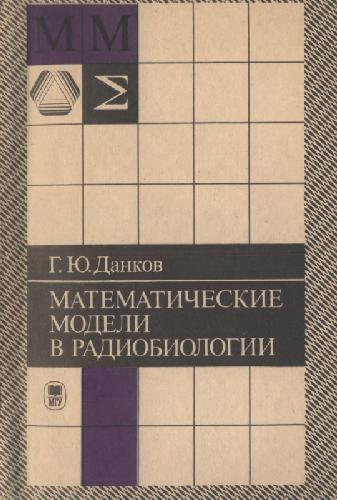 ММ
Σ
Г. Ю. Данков
МАТЕМАТИЧЕСКИЕ
МОДЕЛИ
В РАДИОБИОЛОГИИ
МГУ